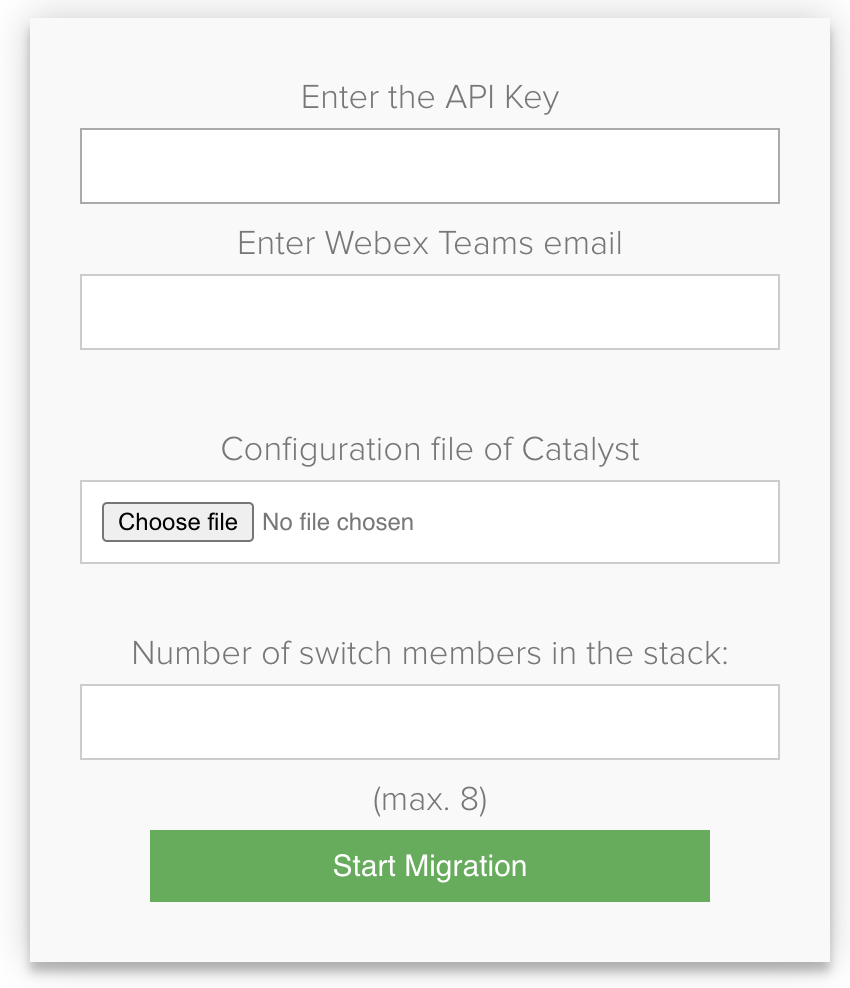 Enter the API Key
Enter Webex Teams email
Configuration file of Catalyst
Choose file No file chosen
Number of switch members in the stack:
(max. 8)
Start Migration